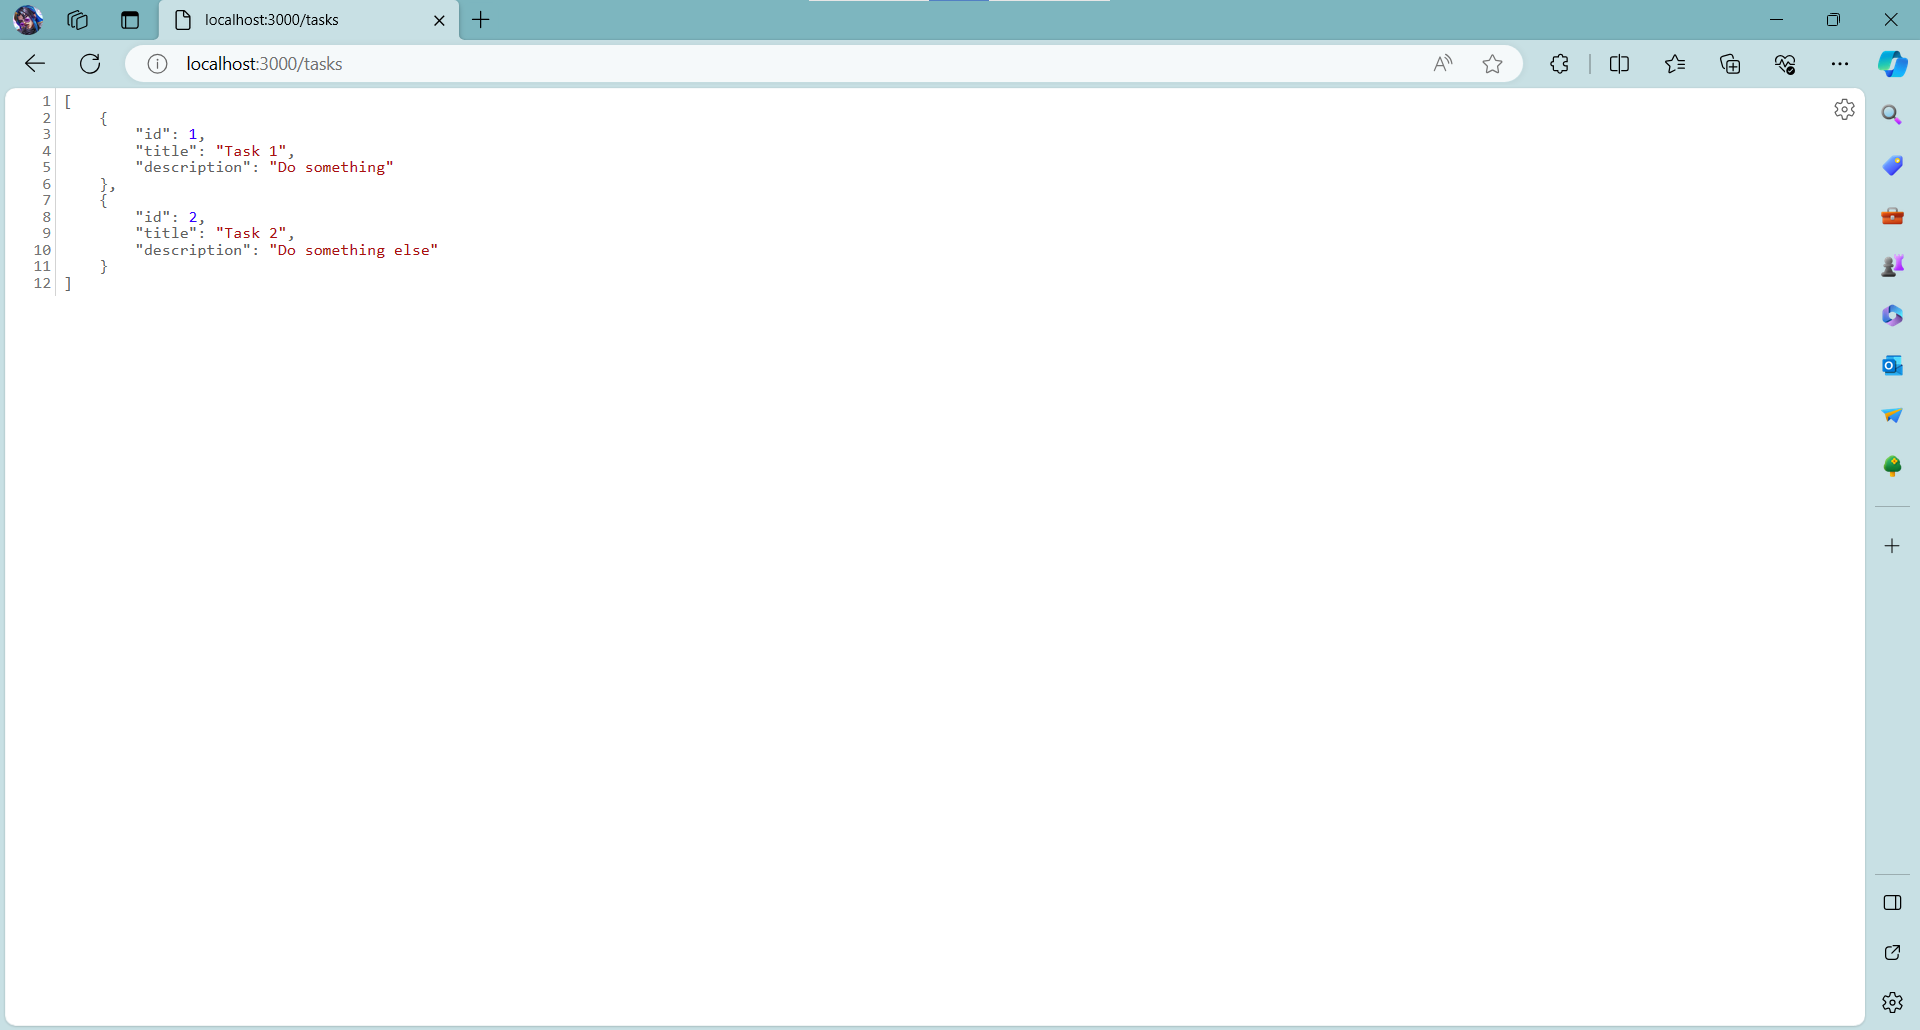 localhost:3000/tasks
localhost:3000/tasks
1 [
2     {
3         "id": 1,
4         "title": "Task 1",
5         "description": "Do something"
6     },
7     {
8         "id": 2,
9         "title": "Task 2",
10         "description": "Do something else"
11     }
12 ]